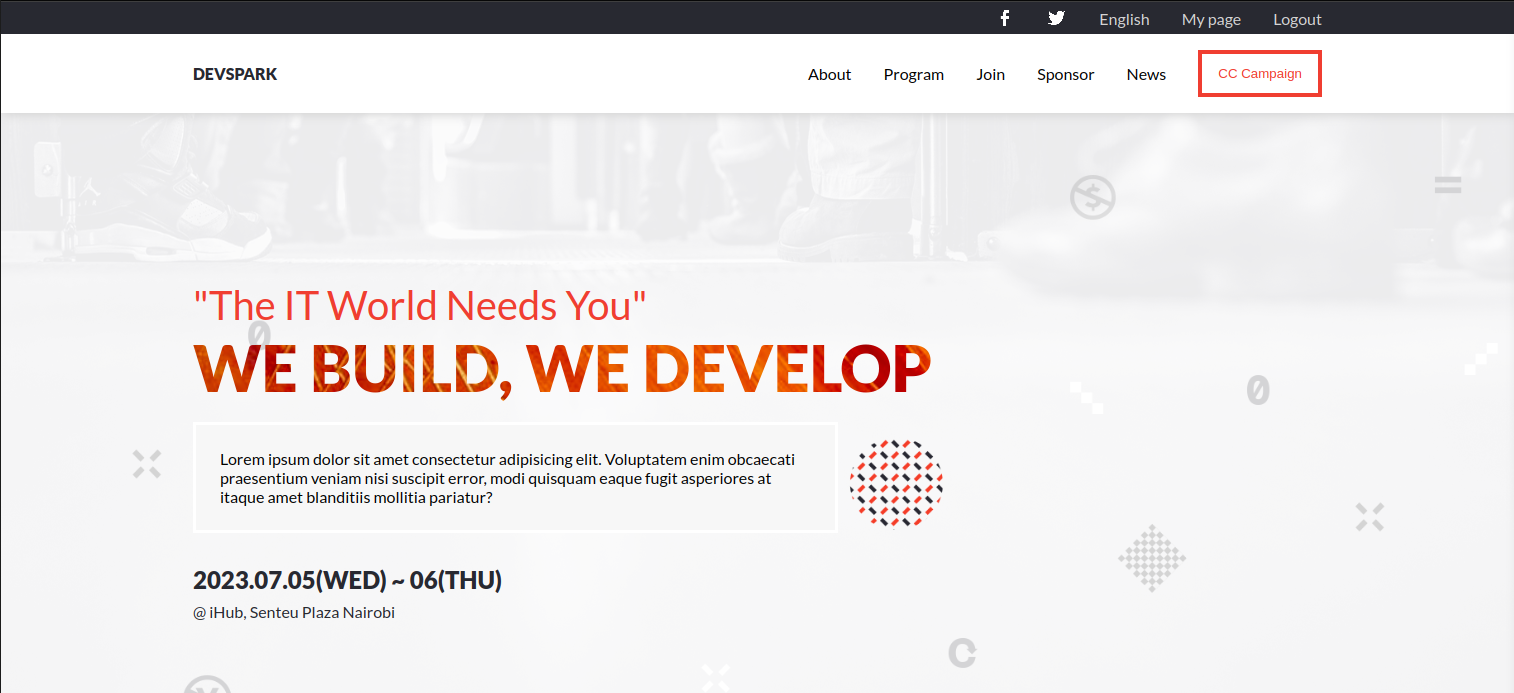 English My page Logout
DEVSPARK About Program Join Sponsor News CC Campaign
"The IT World Needs You"
WE BUILD, WE DEVELOP
Lorem ipsum dolor sit amet consectetur adipisicing elit. Voluptatem enim obcaecati
praesentium veniam nisi suscipit error, modi quisquam eaque fugit asperiores at
itaque amet blanditiis mollitia pariatur?
2023.07.05(WED) ~ 06(THU)
@ iHub, Senteu Plaza Nairobi